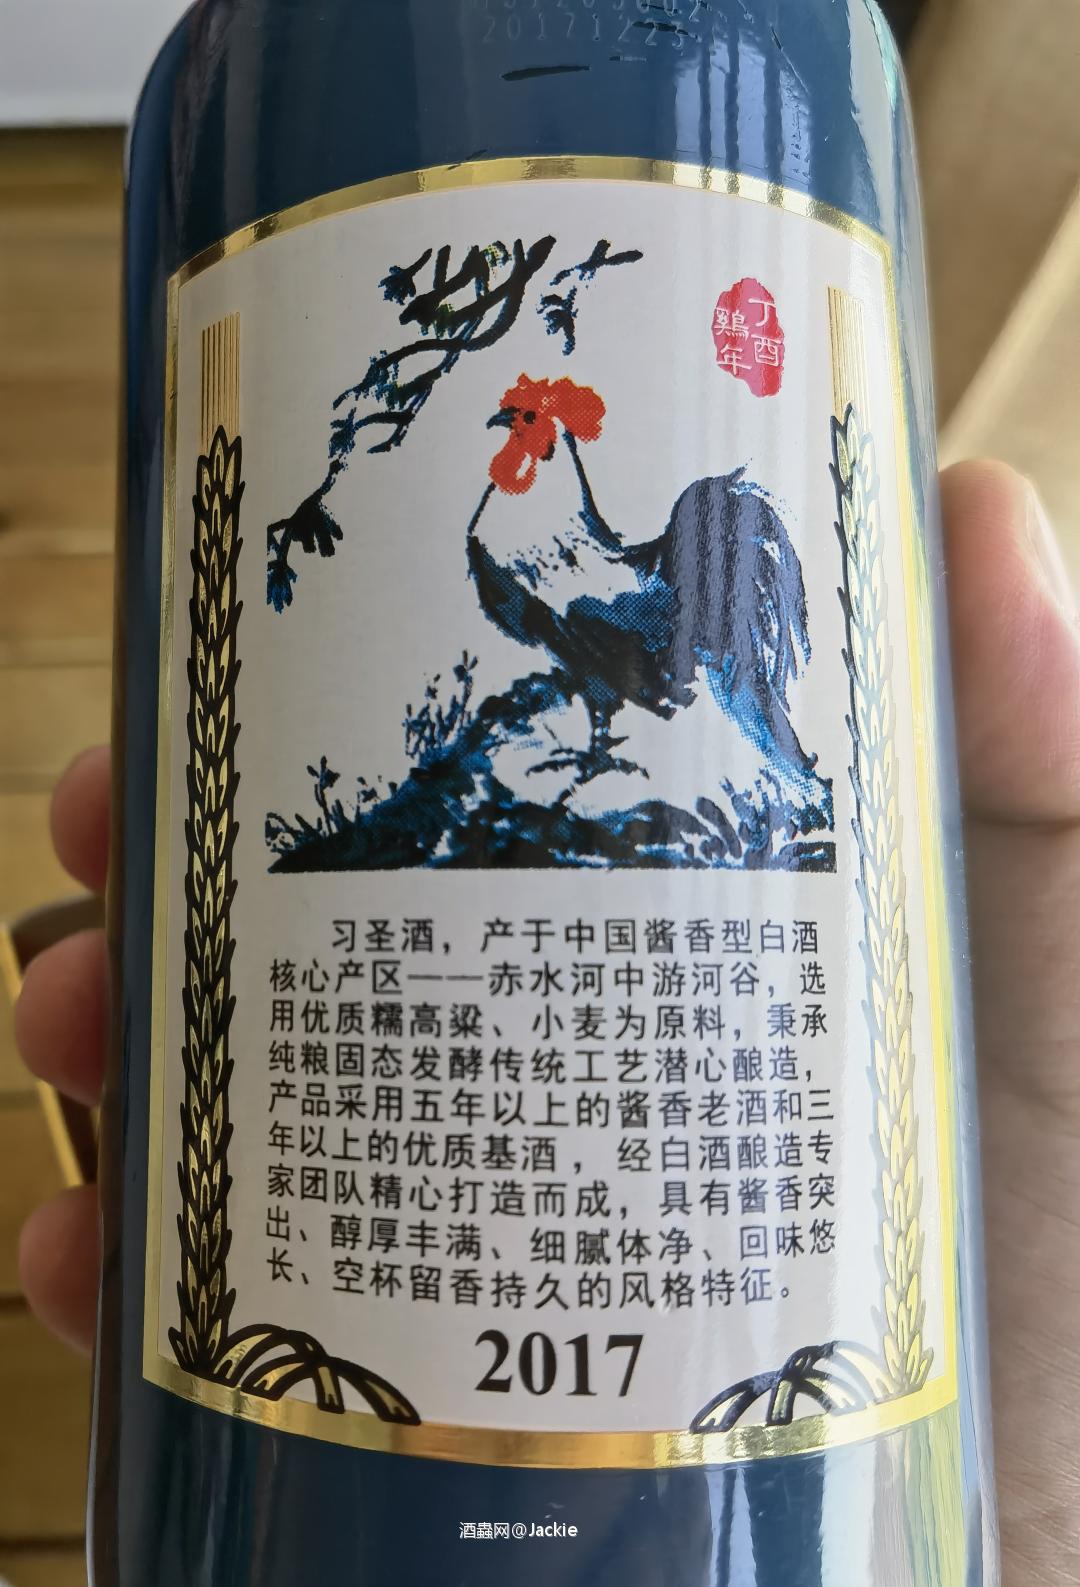 20171223
丁酉
鷄年
习圣酒，产于中国酱香型白酒
核心产区——赤水河中游河谷，选
用优质糯高粱、小麦为原料，秉承
纯粮固态发酵传统工艺潜心酿造，
产品采用五年以上的酱香老酒和三
年以上的优质基酒，经白酒酿造专
家团队精心打造而成，具有酱香突
出、醇厚丰满、细腻体净、回味悠
长、空杯留香持久的风格特征。
2017
酒蟲网@Jackie